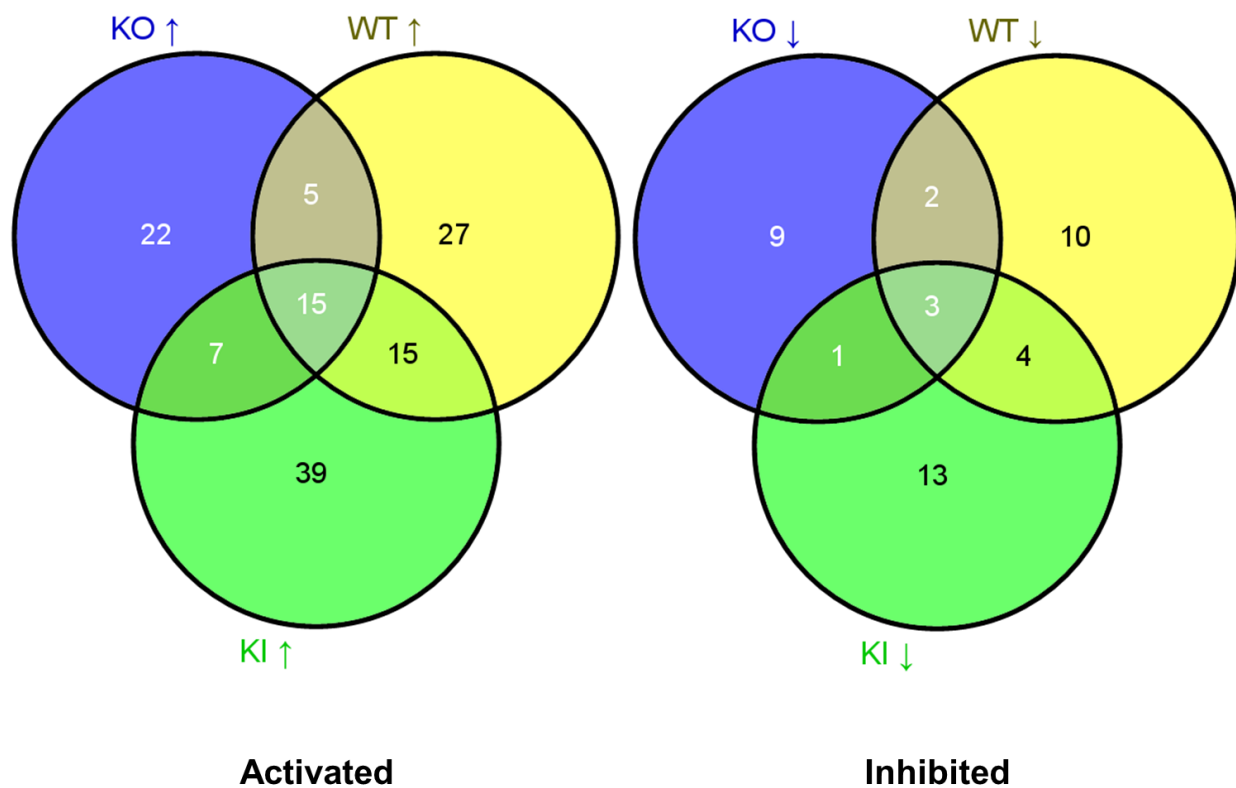 KO ↑
WT ↑
22
5
27
15
7
15
39
KI ↑
Activated
KO ↓
WT ↓
9
2
10
3
1
4
13
KI ↓
Inhibited